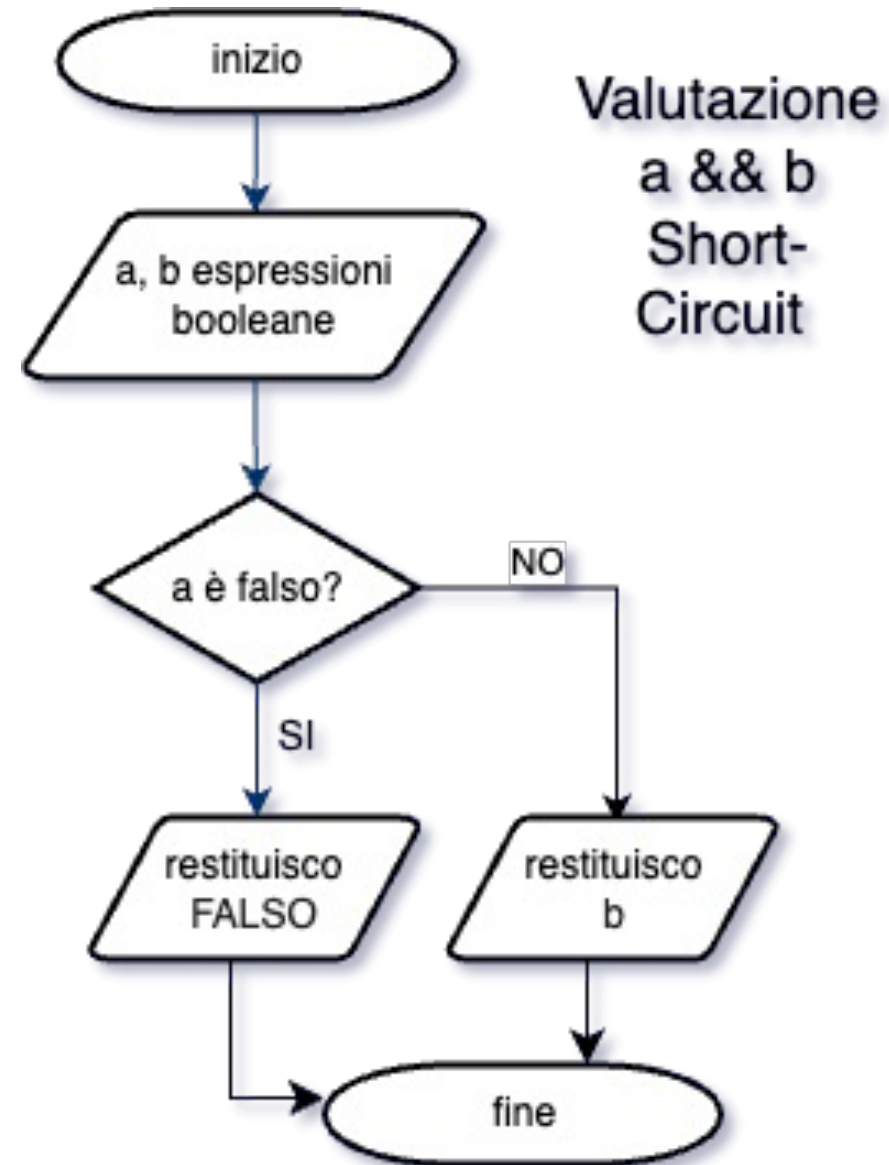 inizio
Valutazione
a && b
Short-
Circuit
a, b espressioni
booleane
a è falso?
NO
SI
restituisco
FALSO
restituisco
b
fine